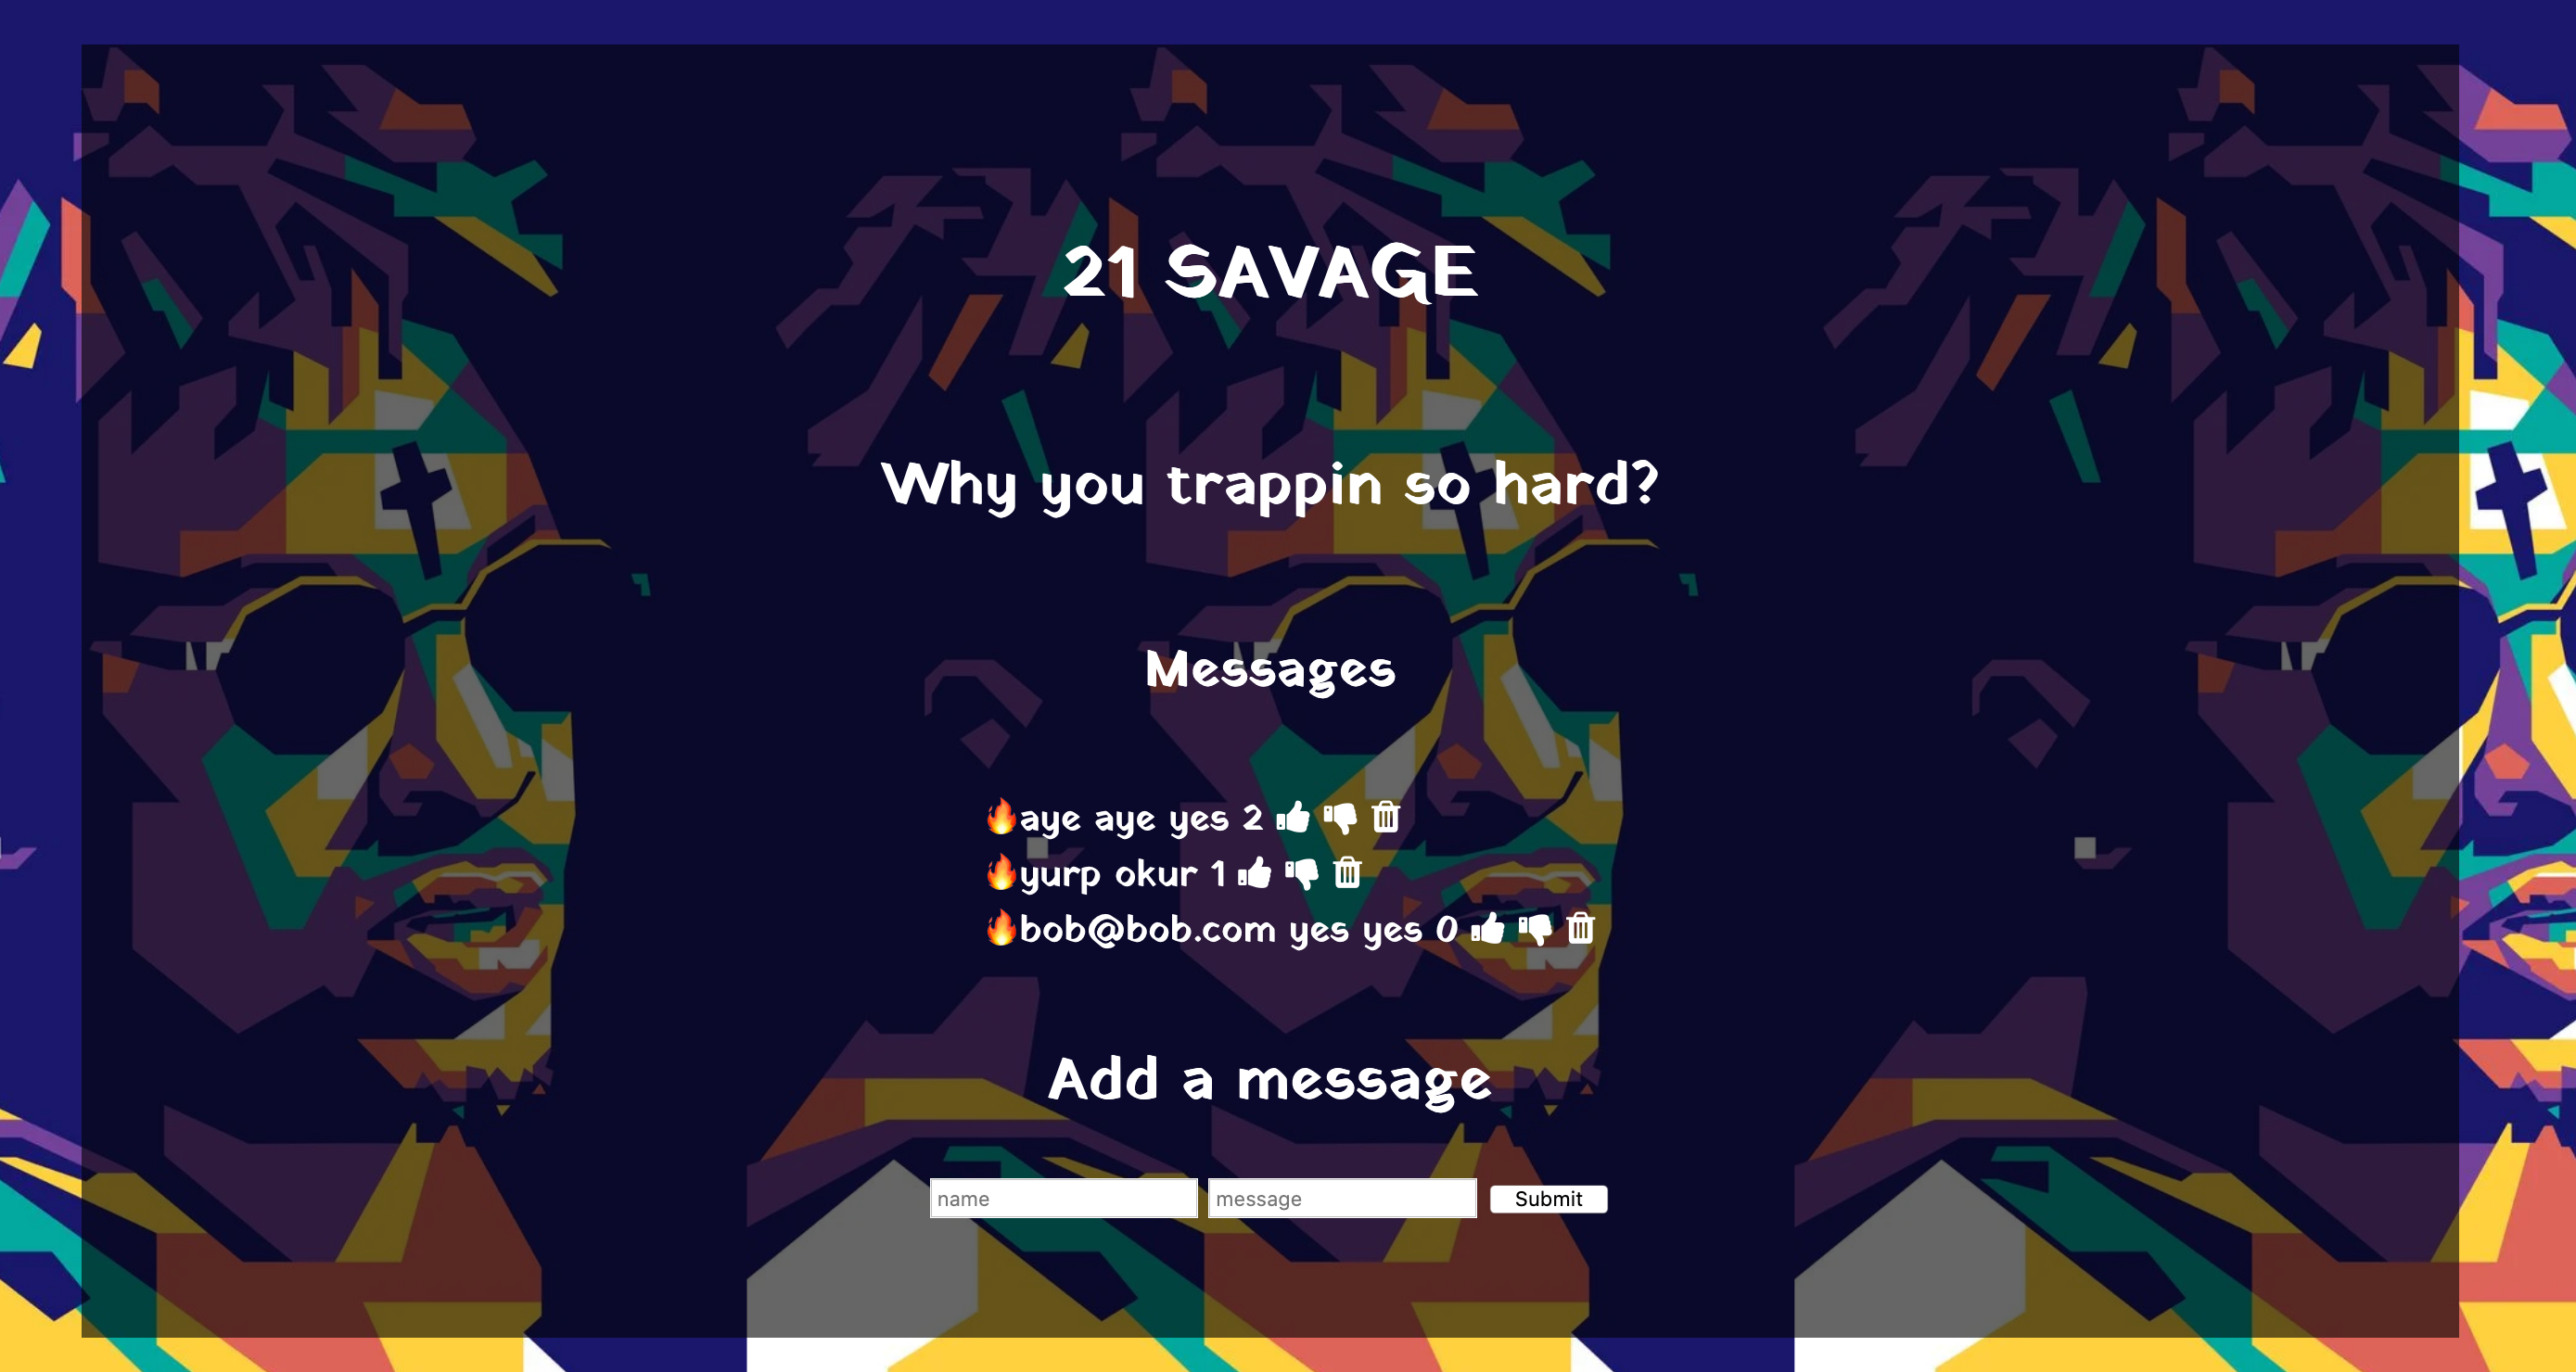 21 SAVAGE
Why you trappin so hard?
Messages
🔥aye aye yes 2
🔥yurp okur 1
🔥bob@bob.com yes yes 0
Add a message
name message Submit